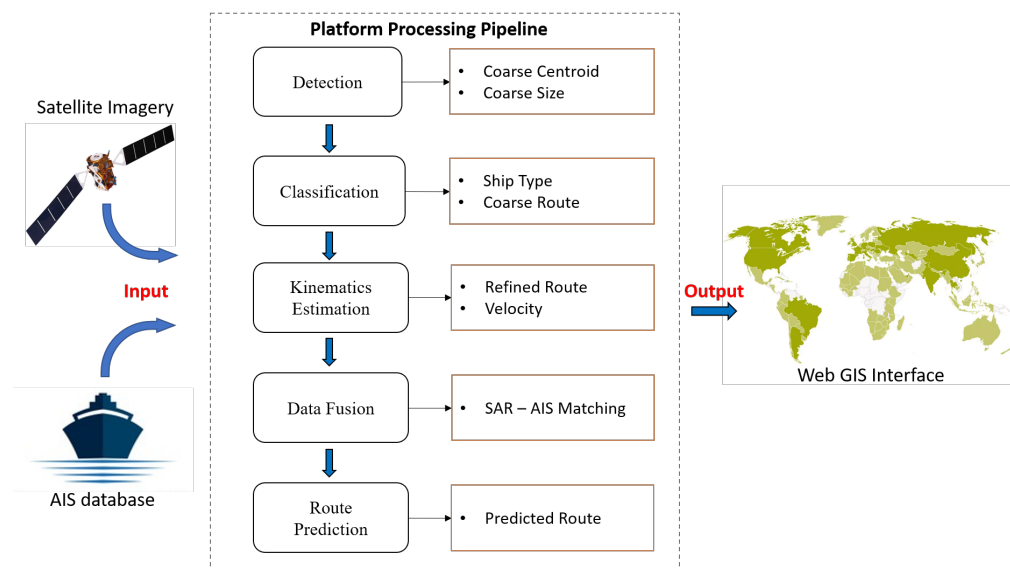 Platform Processing Pipeline
Satellite Imagery
Input
AIS database
Detection
• Coarse Centroid
• Coarse Size
Classification
• Ship Type
• Coarse Route
Kinematics
Estimation
• Refined Route
• Velocity
Data Fusion
• SAR – AIS Matching
Route
Prediction
• Predicted Route
Output
Web GIS Interface